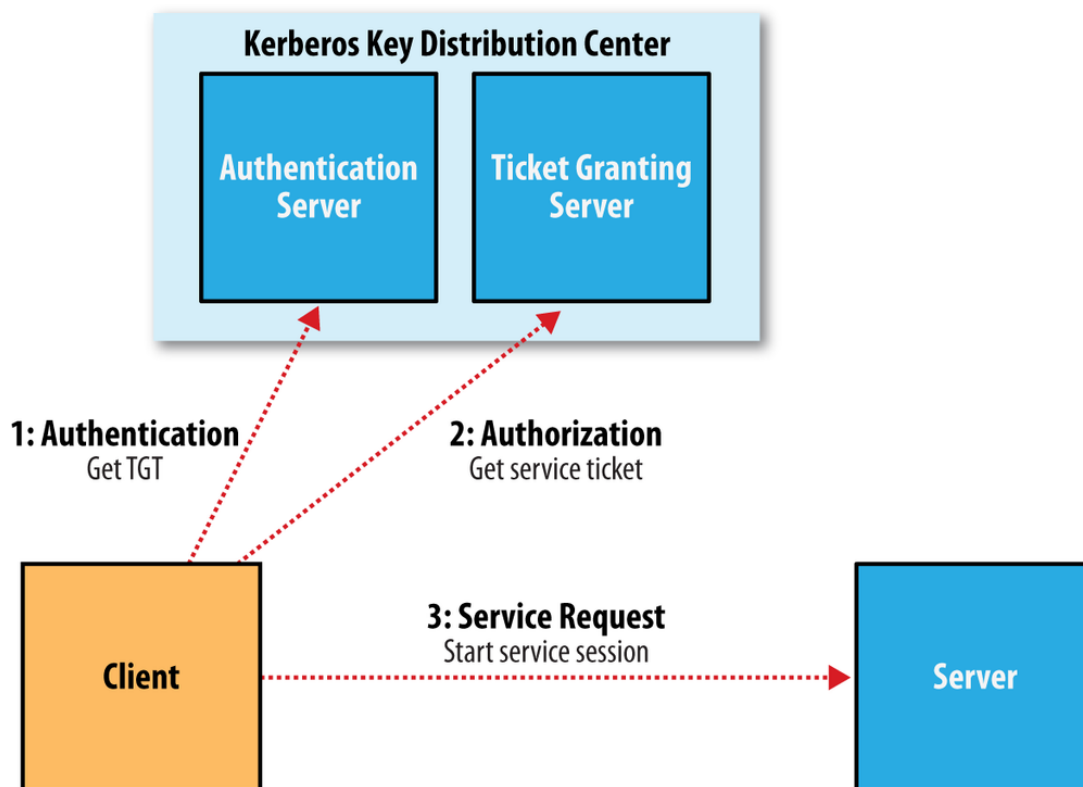 Kerberos Key Distribution Center
Authentication
Server
Ticket Granting
Server
1: Authentication
Get TGT
2: Authorization
Get service ticket
3: Service Request
Start service session
Client
Server